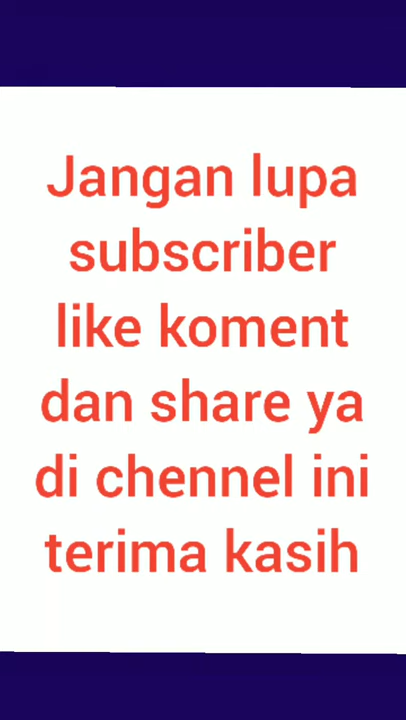 Jangan lupa
subscriber
like koment
dan share ya
di chennel ini
terima kasih